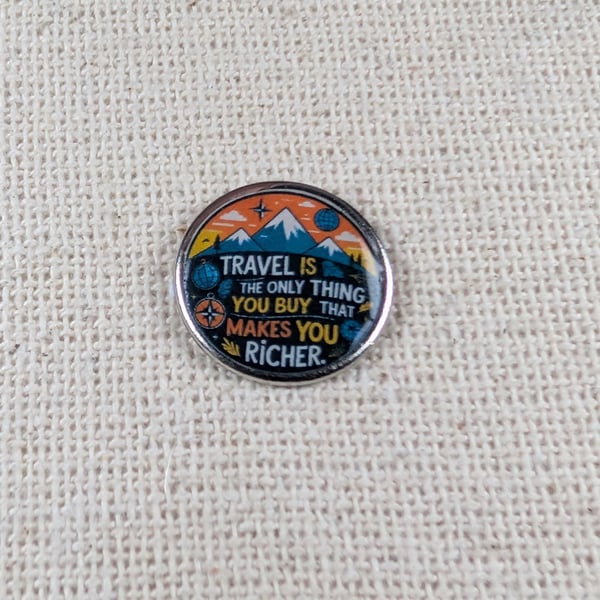 TRAVEL IS
THE ONLY THING
YOU BUY THAT
MAKES YOU
RiCHER.